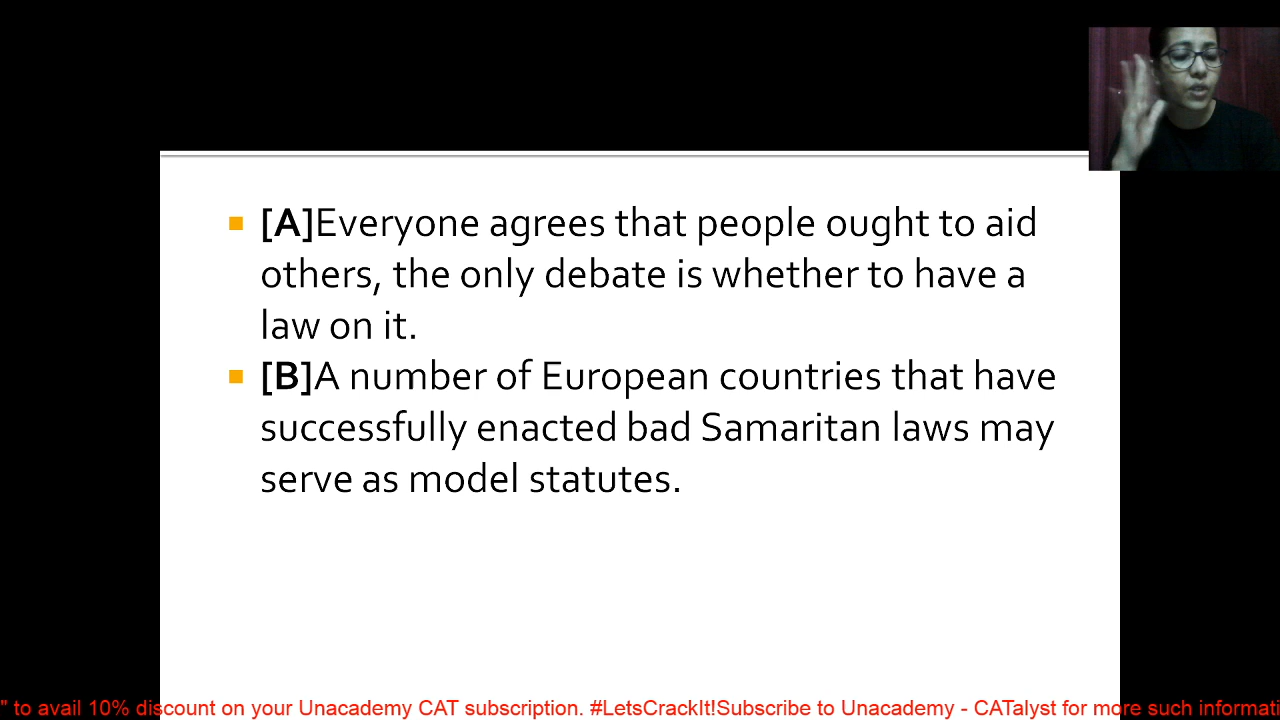 [A]Everyone agrees that people ought to aid
others, the only debate is whether to have a
law on it.
[B]A number of European countries that have
successfully enacted bad Samaritan laws may
serve as model statutes.
" to avail 10% discount on your Unacademy CAT subscription. #LetsCrackIt!Subscribe to Unacademy - CATalyst for more such informati